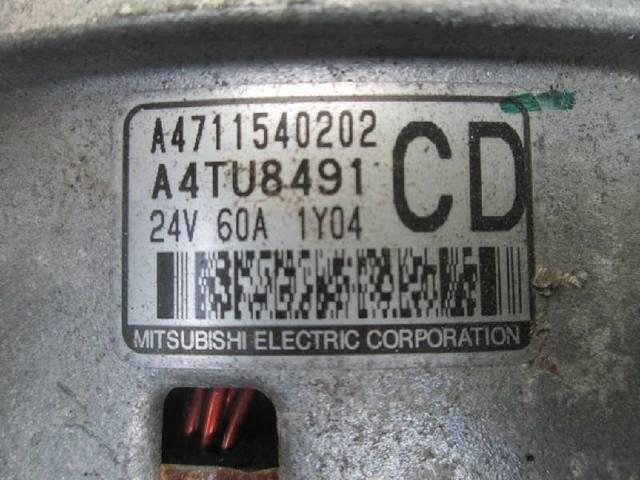 A4711540202
A4TU8491
CD
24V 60A 1Y04
MITSUBISHI ELECTRIC CORPORATION